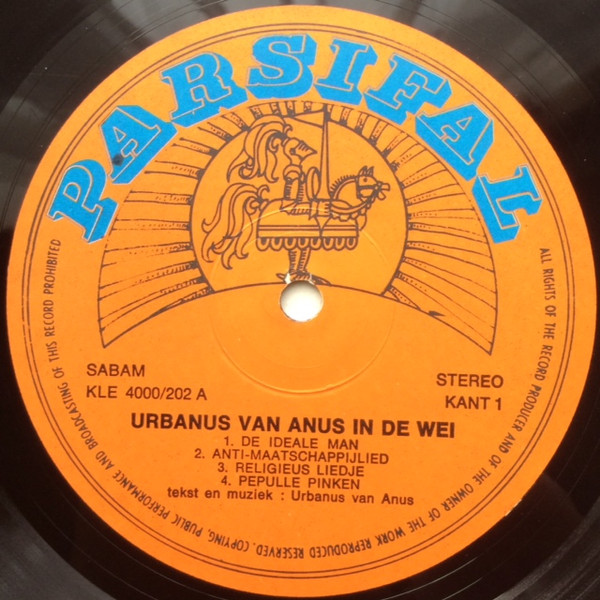 PARSIFAL
SABAM
KLE 4000/202 A
STEREO
KANT 1
URBANUS VAN ANUS IN DE WEI
1. DE IDEALE MAN
2. ANTI-MAATSCHAPPIJLIED
3. RELIGIEUS LIEDJE
4. PEPULLE PINKEN
tekst en muziek : Urbanus van Anus
ALL RIGHTS OF THE RECORD PRODUCER AND OF THE OWNER OF THE WORK REPRODUCED RESERVED. COPYING, PUBLIC PERFORMANCE AND BROADCASTING OF THIS RECORD PROHIBITED